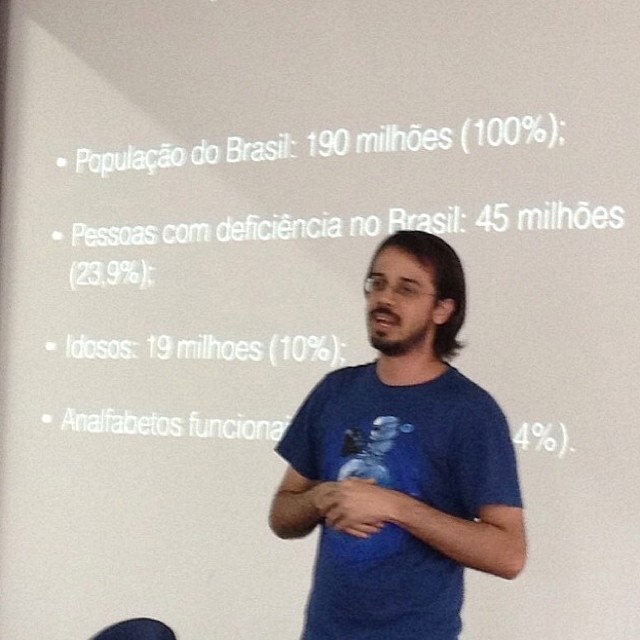 • População do Brasil: 190 milhões (100%);
• Pessoas com deficiência no Brasil: 45 milhões
(23,9%);
• Idosos: 19 milhoes (10%);
• Analfabetos 4%).